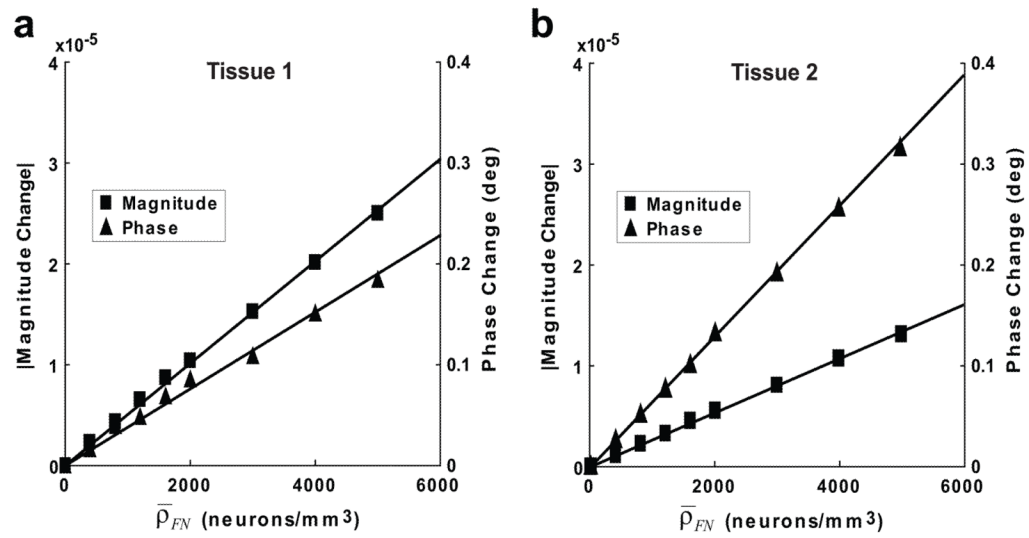 a
x10-5
Tissue 1
4
3
2
1
0
|Magnitude Change|
Magnitude
Phase
0.4
0.3
0.2
0.1
0
Phase Change (deg)
0 2000 4000 6000
ρ̅FN (neurons/mm3)
b
x10-5
Tissue 2
4
3
2
1
0
|Magnitude Change|
Magnitude
Phase
0.4
0.3
0.2
0.1
0
Phase Change (deg)
0 2000 4000 6000
ρ̅FN (neurons/mm3)